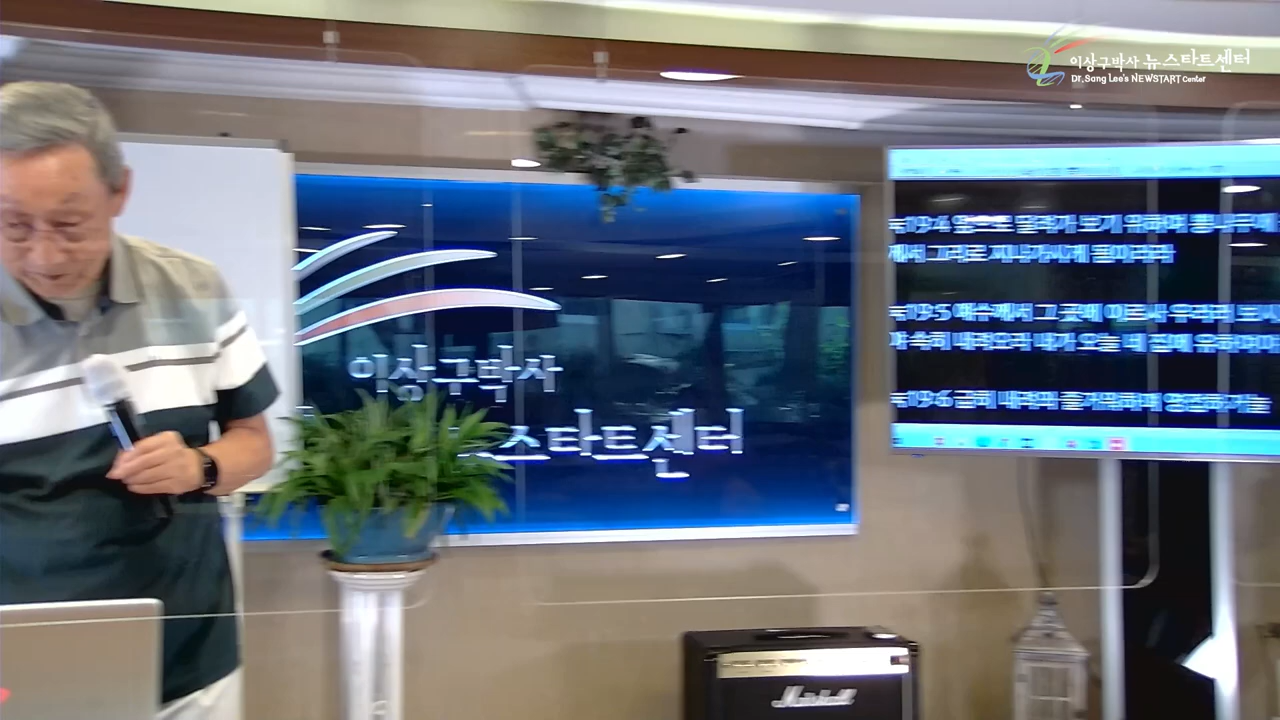 이상구박사 뉴스타트센터
Dr. Sang Lee's NEWSTART Center
이상구박사
스타트센터
눅19:4 앞으로 달려가 보기 위하여 뽕나무에
에서 그리로 지나가시게 됨이러라
눅19:5 예수께서 그 곳에 이르사 우러러 보시
야 속히 내려오라 내가 오늘 네 집에 유하여야
눅19:6 급히 내려와 즐거워하며 영접하거늘
Marshall